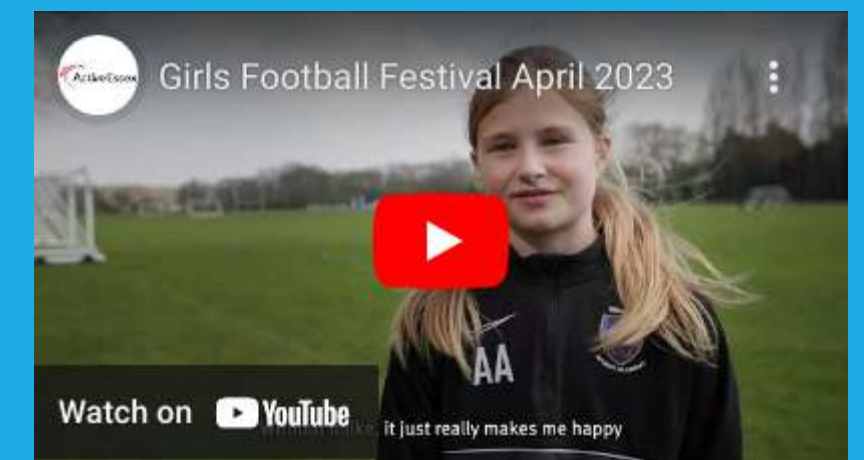 ActiveEssex
Girls Football Festival April 2023
AA
Watch on YouTube
it just really makes me happy